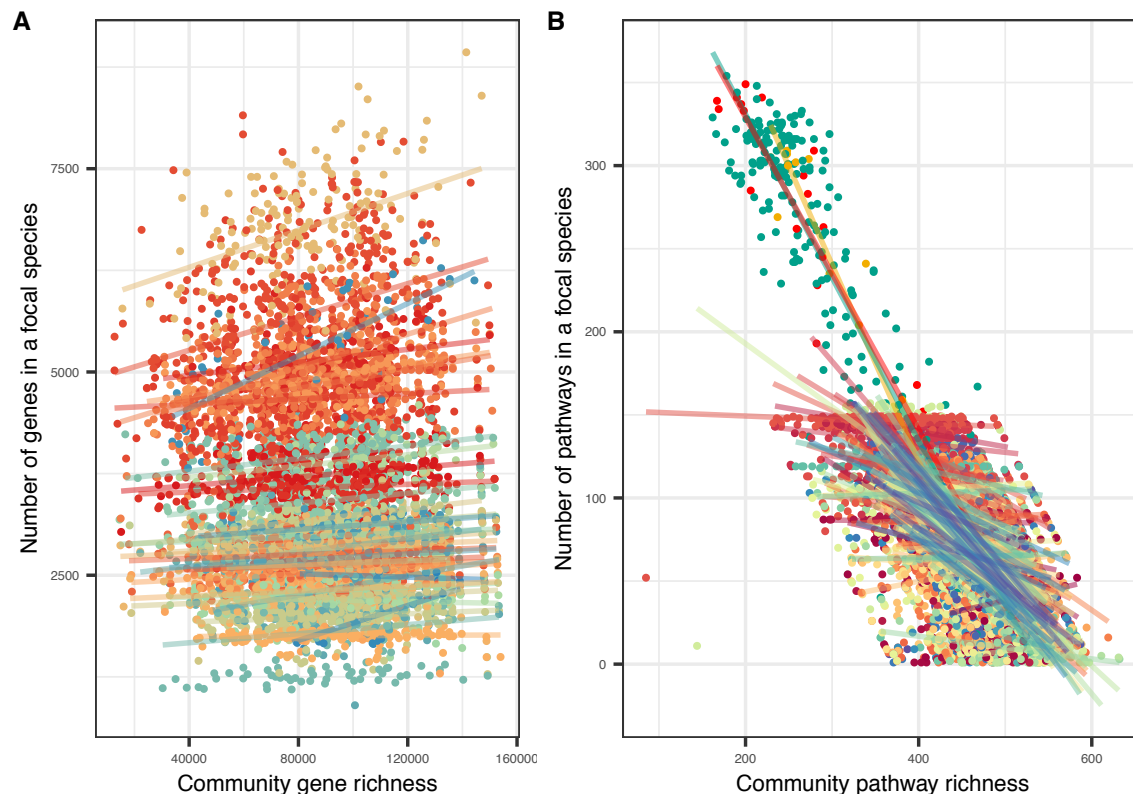 A
B
Number of genes in a focal species
7500
5000
2500
40000
80000
120000
160000
Community gene richness
Number of pathways in a focal species
300
200
100
0
200
400
600
Community pathway richness